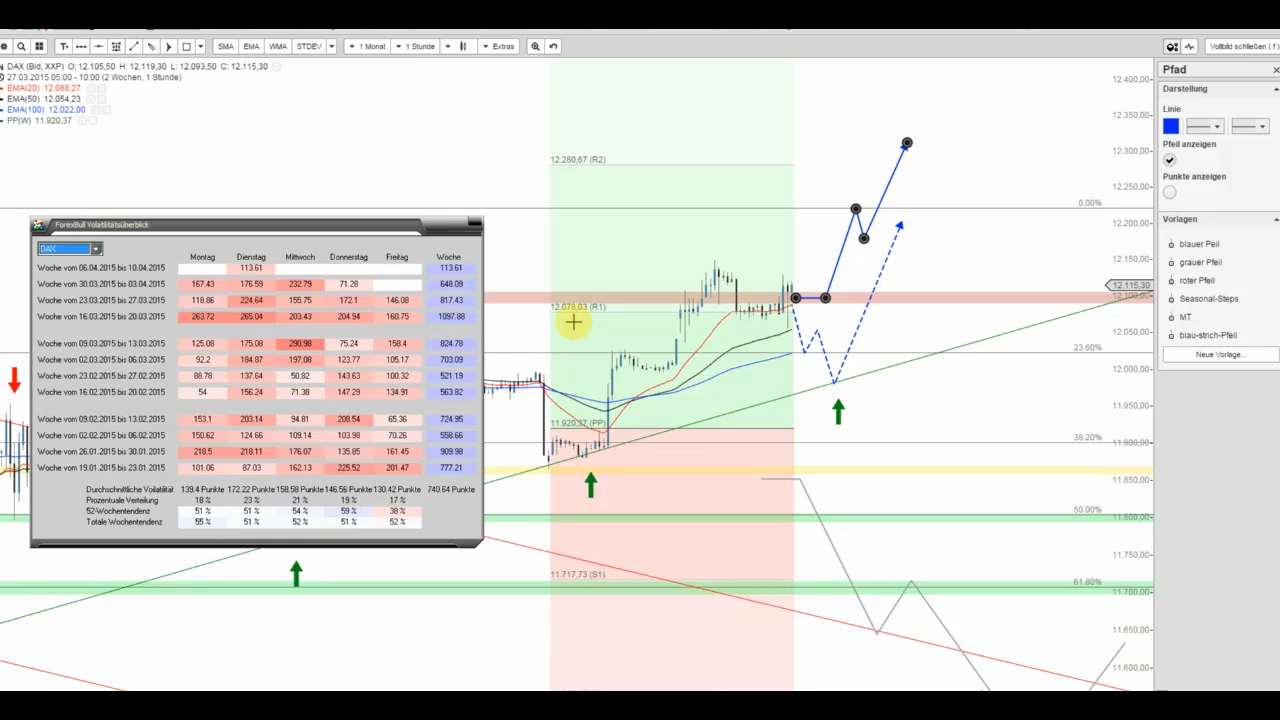 T SMA EMA WMA STDEV 1 Monat 1 Stunde Extras Vollbild schließen ( f )
DAX (Bid, XXP) O: 12.105,50 H: 12.119,30 L: 12.093,50 C: 12.115,30
27.03.2015 05:00 - 10:00 (2 Wochen, 1 Stunde)
EMA(20) 12.088,27
EMA(50) 12.054,23
EMA(100) 12.022,00
PP(W) 11.920,37
12.280,67 (R2)
12.078,03 (R1)
11.920,37 (PP)
11.717,73 (S1)
0.00%
23.60%
38.20%
50.00%
61.80%
12.400,00
12.350,00
12.300,00
12.250,00
12.200,00
12.115,30
12.100,00
12.050,00
12.000,00
11.950,00
11.900,00
11.850,00
11.800,00
11.750,00
11.700,00
11.650,00
11.600,00
Pfad
Darstellung
Linie
Pfeil anzeigen
Punkte anzeigen
Vorlagen
blauer Peil
grauer Pfeil
roter Pfeil
Seasonal-Steps
MT
blau-strich-Pfeil
Neue Vorlage...
ForexBull Volatilitätsüberblick
DAX
Montag Dienstag Mittwoch Donnerstag Freitag Woche
Woche vom 06.04.2015 bis 10.04.2015 113.61 113.61
Woche vom 30.03.2015 bis 03.04.2015 167.43 176.59 232.79 71.28 648.09
Woche vom 23.03.2015 bis 27.03.2015 118.86 224.64 155.75 172.1 146.08 817.43
Woche vom 16.03.2015 bis 20.03.2015 263.72 265.04 203.43 204.94 160.75 1097.88
Woche vom 09.03.2015 bis 13.03.2015 125.08 175.08 290.98 75.24 158.4 824.78
Woche vom 02.03.2015 bis 06.03.2015 92.2 184.87 197.08 123.77 105.17 703.09
Woche vom 23.02.2015 bis 27.02.2015 88.78 137.64 50.82 143.63 100.32 521.19
Woche vom 16.02.2015 bis 20.02.2015 54 156.24 71.38 147.29 134.91 563.82
Woche vom 09.02.2015 bis 13.02.2015 153.1 203.14 94.81 208.54 65.36 724.95
Woche vom 02.02.2015 bis 06.02.2015 150.62 124.66 109.14 103.98 70.26 558.66
Woche vom 26.01.2015 bis 30.01.2015 218.5 218.11 176.07 135.85 161.45 909.98
Woche vom 19.01.2015 bis 23.01.2015 101.06 87.03 162.13 225.52 201.47 777.21
Durchschnittliche Voilatilität 139.4 Punkte 172.22 Punkte 158.58 Punkte 146.56 Punkte 130.42 Punkte 740.64 Punkte
Prozentuale Verteilung 18 % 23 % 21 % 19 % 17 %
52-Wochentendenz 51 % 51 % 54 % 59 % 38 %
Totale Wochentendenz 55 % 51 % 52 % 51 % 52 %